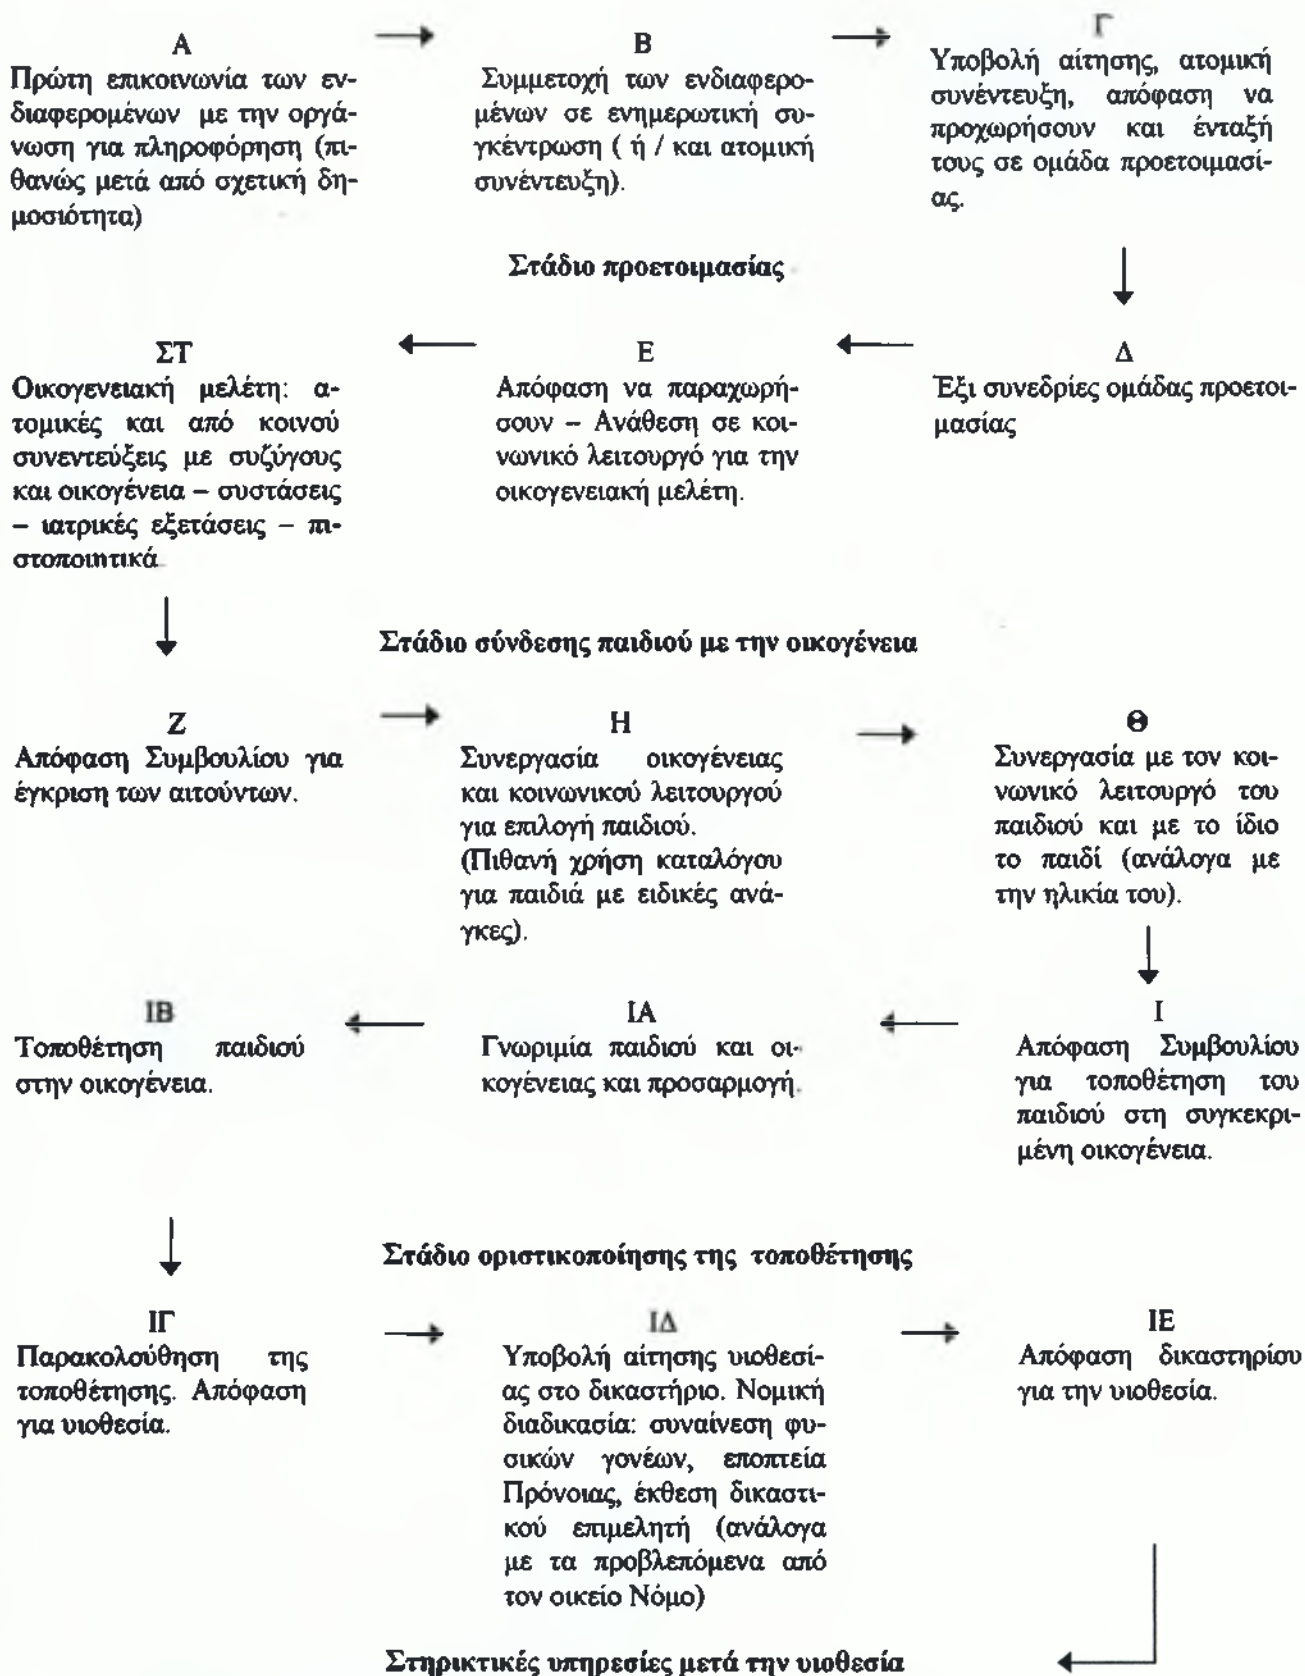 Α
Πρώτη επικοινωνία των εν-
διαφερομένων με την οργά-
νωση για πληροφόρηση (πι-
θανώς μετά από σχετική δη-
μοσιότητα)
Β
Συμμετοχή των ενδιαφερο-
μένων σε ενημερωτική συ-
γκέντρωση ( ή / και ατομική
συνέντευξη).
Γ
Υποβολή αίτησης, ατομική
συνέντευξη, απόφαση να
προχωρήσουν και ένταξή
τους σε ομάδα προετοιμασί-
ας.
Στάδιο προετοιμασίας
Δ
Έξι συνεδρίες ομάδας προετοι-
μασίας
Ε
Απόφαση να παραχωρή-
σουν – Ανάθεση σε κοι-
νωνικό λειτουργό για την
οικογενειακή μελέτη.
ΣΤ
Οικογενειακή μελέτη: α-
τομικές και από κοινού
συνεντεύξεις με συζύγους
και οικογένεια – συστάσεις
– ιατρικές εξετάσεις – πι-
στοποιητικά
Στάδιο σύνδεσης παιδιού με την οικογένεια
Ζ
Απόφαση Συμβουλίου για
έγκριση των αιτούντων.
Η
Συνεργασία οικογένειας
και κοινωνικού λειτουργού
για επιλογή παιδιού.
(Πιθανή χρήση καταλόγου
για παιδιά με ειδικές ανά-
γκες).
Θ
Συνεργασία με τον κοι-
νωνικό λειτουργό του
παιδιού και με το ίδιο
το παιδί (ανάλογα με
την ηλικία του).
Ι
Απόφαση Συμβουλίου
για τοποθέτηση του
παιδιού στη συγκεκρι-
μένη οικογένεια.
ΙΑ
Γνωριμία παιδιού και οι-
κογένειας και προσαρμογή.
ΙΒ
Τοποθέτηση παιδιού
στην οικογένεια.
Στάδιο οριστικοποίησης της τοποθέτησης
ΙΓ
Παρακολούθηση της
τοποθέτησης. Απόφαση
για υιοθεσία.
ΙΔ
Υποβολή αίτησης υιοθεσί-
ας στο δικαστήριο. Νομική
διαδικασία: συναίνεση φυ-
σικών γονέων, εποπτεία
Πρόνοιας, έκθεση δικαστι-
κού επιμελητή (ανάλογα
με τα προβλεπόμενα από
τον οικείο Νόμο)
ΙΕ
Απόφαση δικαστηρίου
για την υιοθεσία.
Στηρικτικές υπηρεσίες μετά την υιοθεσία